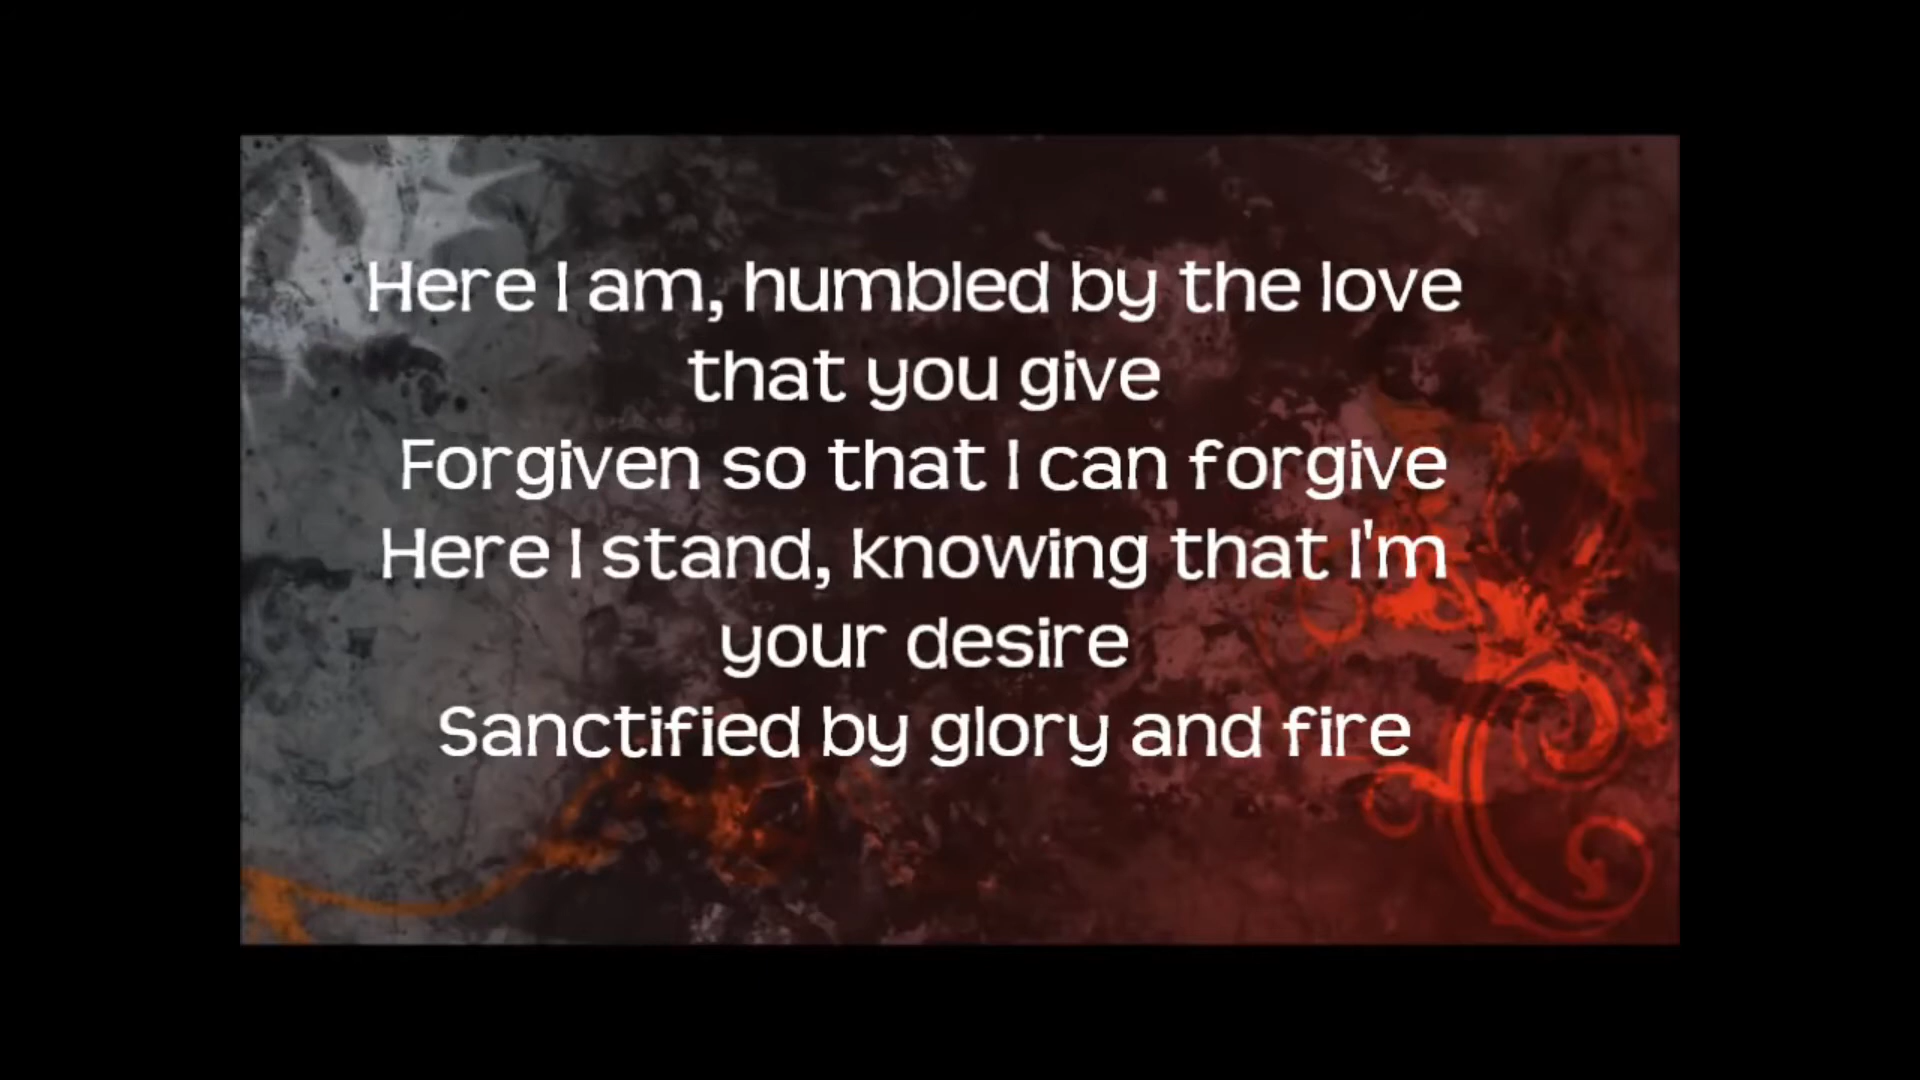 Here I am, humbled by the love
that you give
Forgiven so that I can forgive
Here I stand, knowing that I'm
your desire
Sanctified by glory and fire